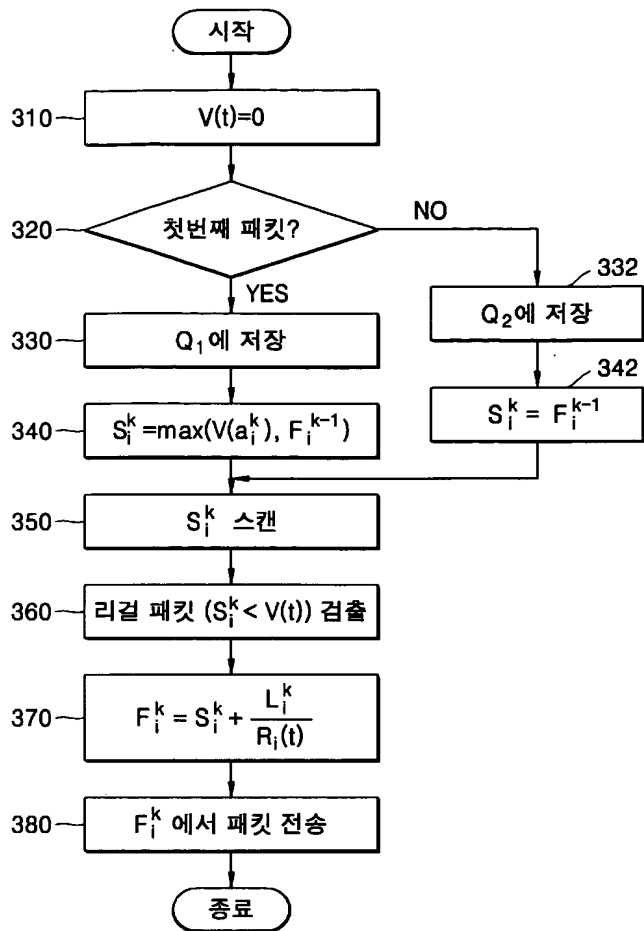 시작
310 V(t)=0
320 첫번째 패킷?
NO
YES
332
330 Q₁에 저장
Q₂에 저장
342
340 Sᵢᵏ=max(V(aᵢᵏ), Fᵢᵏ⁻¹)
Sᵢᵏ = Fᵢᵏ⁻¹
350 Sᵢᵏ 스캔
360 리걸 패킷 (Sᵢᵏ < V(t)) 검출
370 Fᵢᵏ = Sᵢᵏ + Lᵢᵏ / Rᵢ(t)
380 Fᵢᵏ 에서 패킷 전송
종료